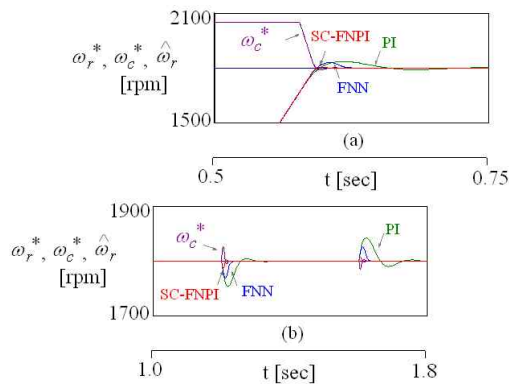 2100
ω_c^*
SC-FNPI
PI
ω_r^*, ω_c^*, ω̂_r
[rpm]
FNN
1500
(a)
0.5 t [sec] 0.75
1900
ω_c^*
PI
ω_r^*, ω_c^*, ω̂_r
[rpm]
SC-FNPI FNN
1700
(b)
1.0 t [sec] 1.8